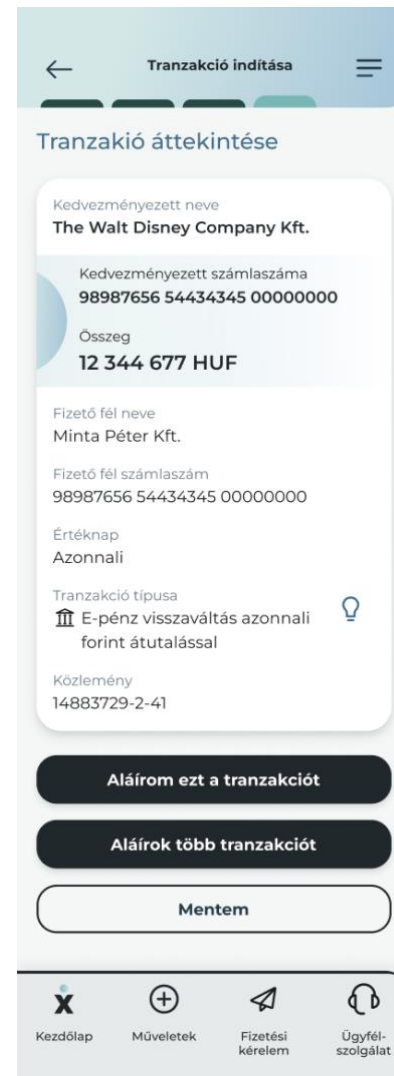 Tranzakció indítása
Tranzakió áttekintése
Kedvezményezett neve
The Walt Disney Company Kft.
Kedvezményezett számlaszáma
98987656 54434345 00000000
Összeg
12 344 677 HUF
Fizető fél neve
Minta Péter Kft.
Fizető fél számlaszám
98987656 54434345 00000000
Értéknap
Azonnali
Tranzakció típusa
E-pénz visszaváltás azonnali
forint átutalással
Közlemény
14883729-2-41
Aláírom ezt a tranzakciót
Aláírok több tranzakciót
Mentem
Kezdőlap
Műveletek
Fizetési
kérelem
Ügyfél-
szolgálat